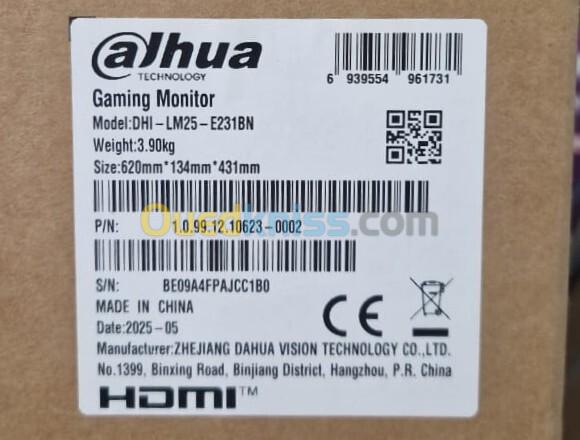 alhua
TECHNOLOGY
6 939554 961731
Gaming Monitor
Model:DHI-LM25-E231BN
Weight:3.90kg
Size:620mm*134mm*431mm
Ouedkniss.com
P/N: 1.0.99.12.10623-0002
S/N: BE09A4FPAJCC1B0
MADE IN CHINA
Date:2025-05
CE
Manufacturer:ZHEJIANG DAHUA VISION TECHNOLOGY CO.,LTD.
No.1399, Binxing Road, Binjiang District, Hangzhou, P.R. China
HDMI™